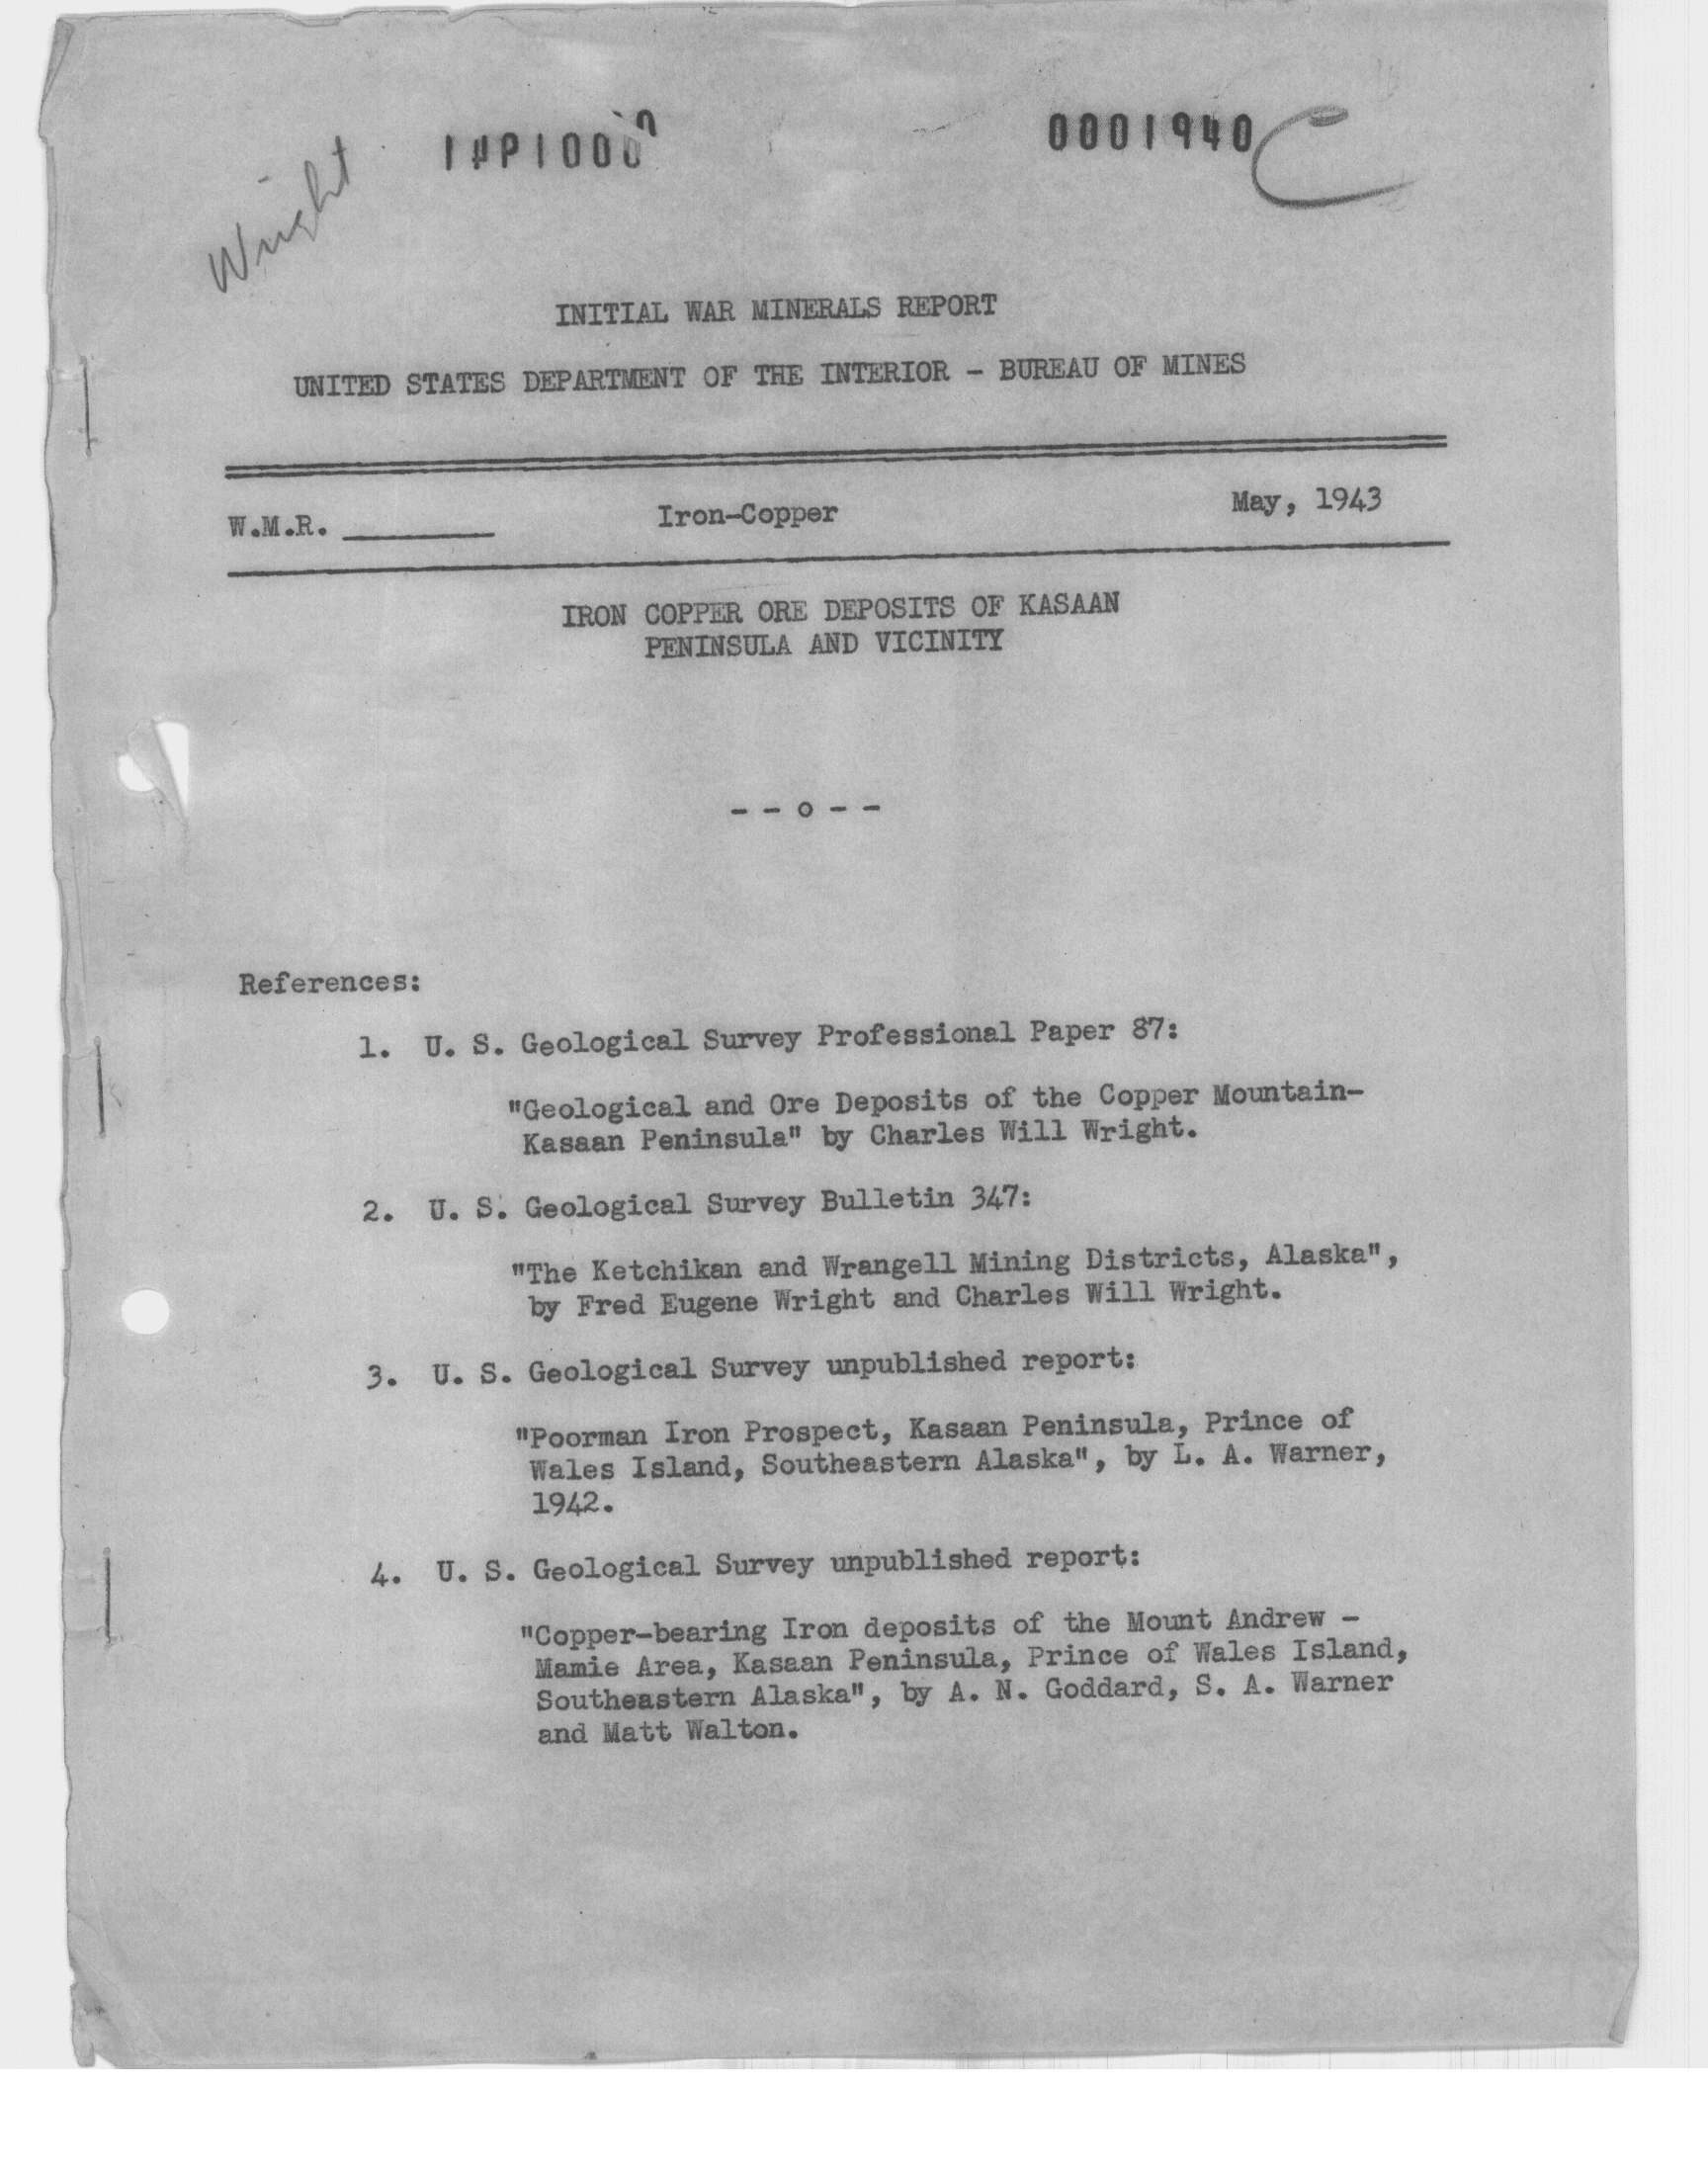 Wright
0001940 C
INITIAL WAR MINERALS REPORT
UNITED STATES DEPARTMENT OF THE INTERIOR - BUREAU OF MINES
W.M.R. ________ Iron-Copper May, 1943
IRON COPPER ORE DEPOSITS OF KASAAN
PENINSULA AND VICINITY
- - o - -
References:
1. U. S. Geological Survey Professional Paper 87:
"Geological and Ore Deposits of the Copper Mountain-
Kasaan Peninsula" by Charles Will Wright.
2. U. S. Geological Survey Bulletin 347:
"The Ketchikan and Wrangell Mining Districts, Alaska",
by Fred Eugene Wright and Charles Will Wright.
3. U. S. Geological Survey unpublished report:
"Poorman Iron Prospect, Kasaan Peninsula, Prince of
Wales Island, Southeastern Alaska", by L. A. Warner,
1942.
4. U. S. Geological Survey unpublished report:
"Copper-bearing Iron deposits of the Mount Andrew -
Mamie Area, Kasaan Peninsula, Prince of Wales Island,
Southeastern Alaska", by A. N. Goddard, S. A. Warner
and Matt Walton.